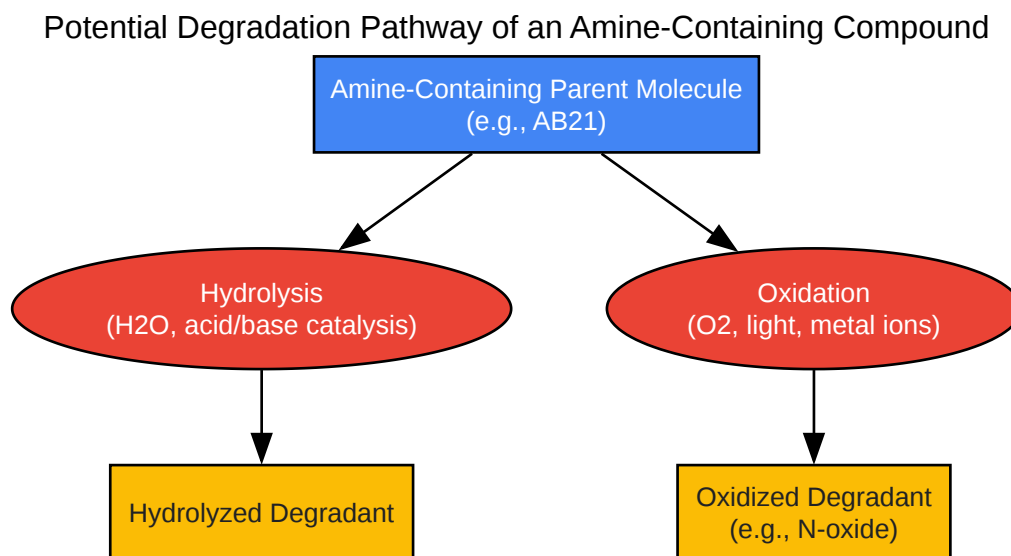 Potential Degradation Pathway of an Amine-Containing Compound
Amine-Containing Parent Molecule
(e.g., AB21)
Hydrolysis
(H2O, acid/base catalysis)
Oxidation
(O2, light, metal ions)
Hydrolyzed Degradant
Oxidized Degradant
(e.g., N-oxide)